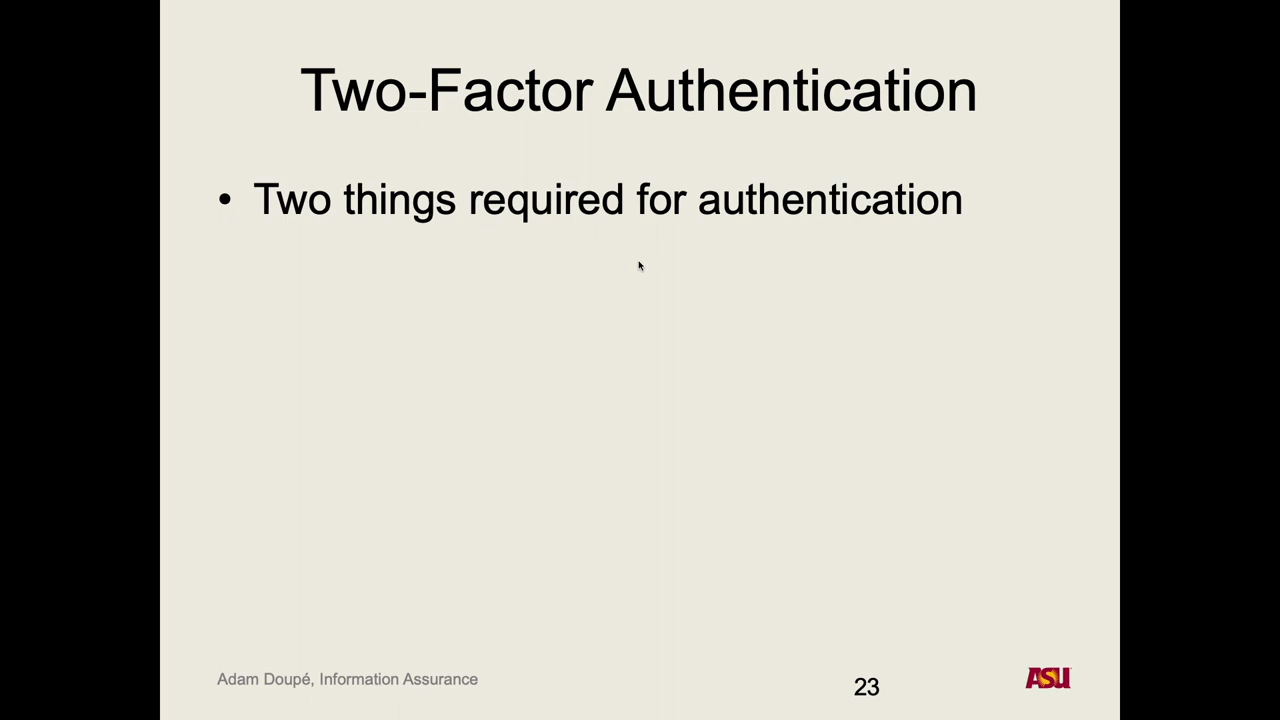 Two-Factor Authentication
• Two things required for authentication
Adam Doupé, Information Assurance
23
ASU